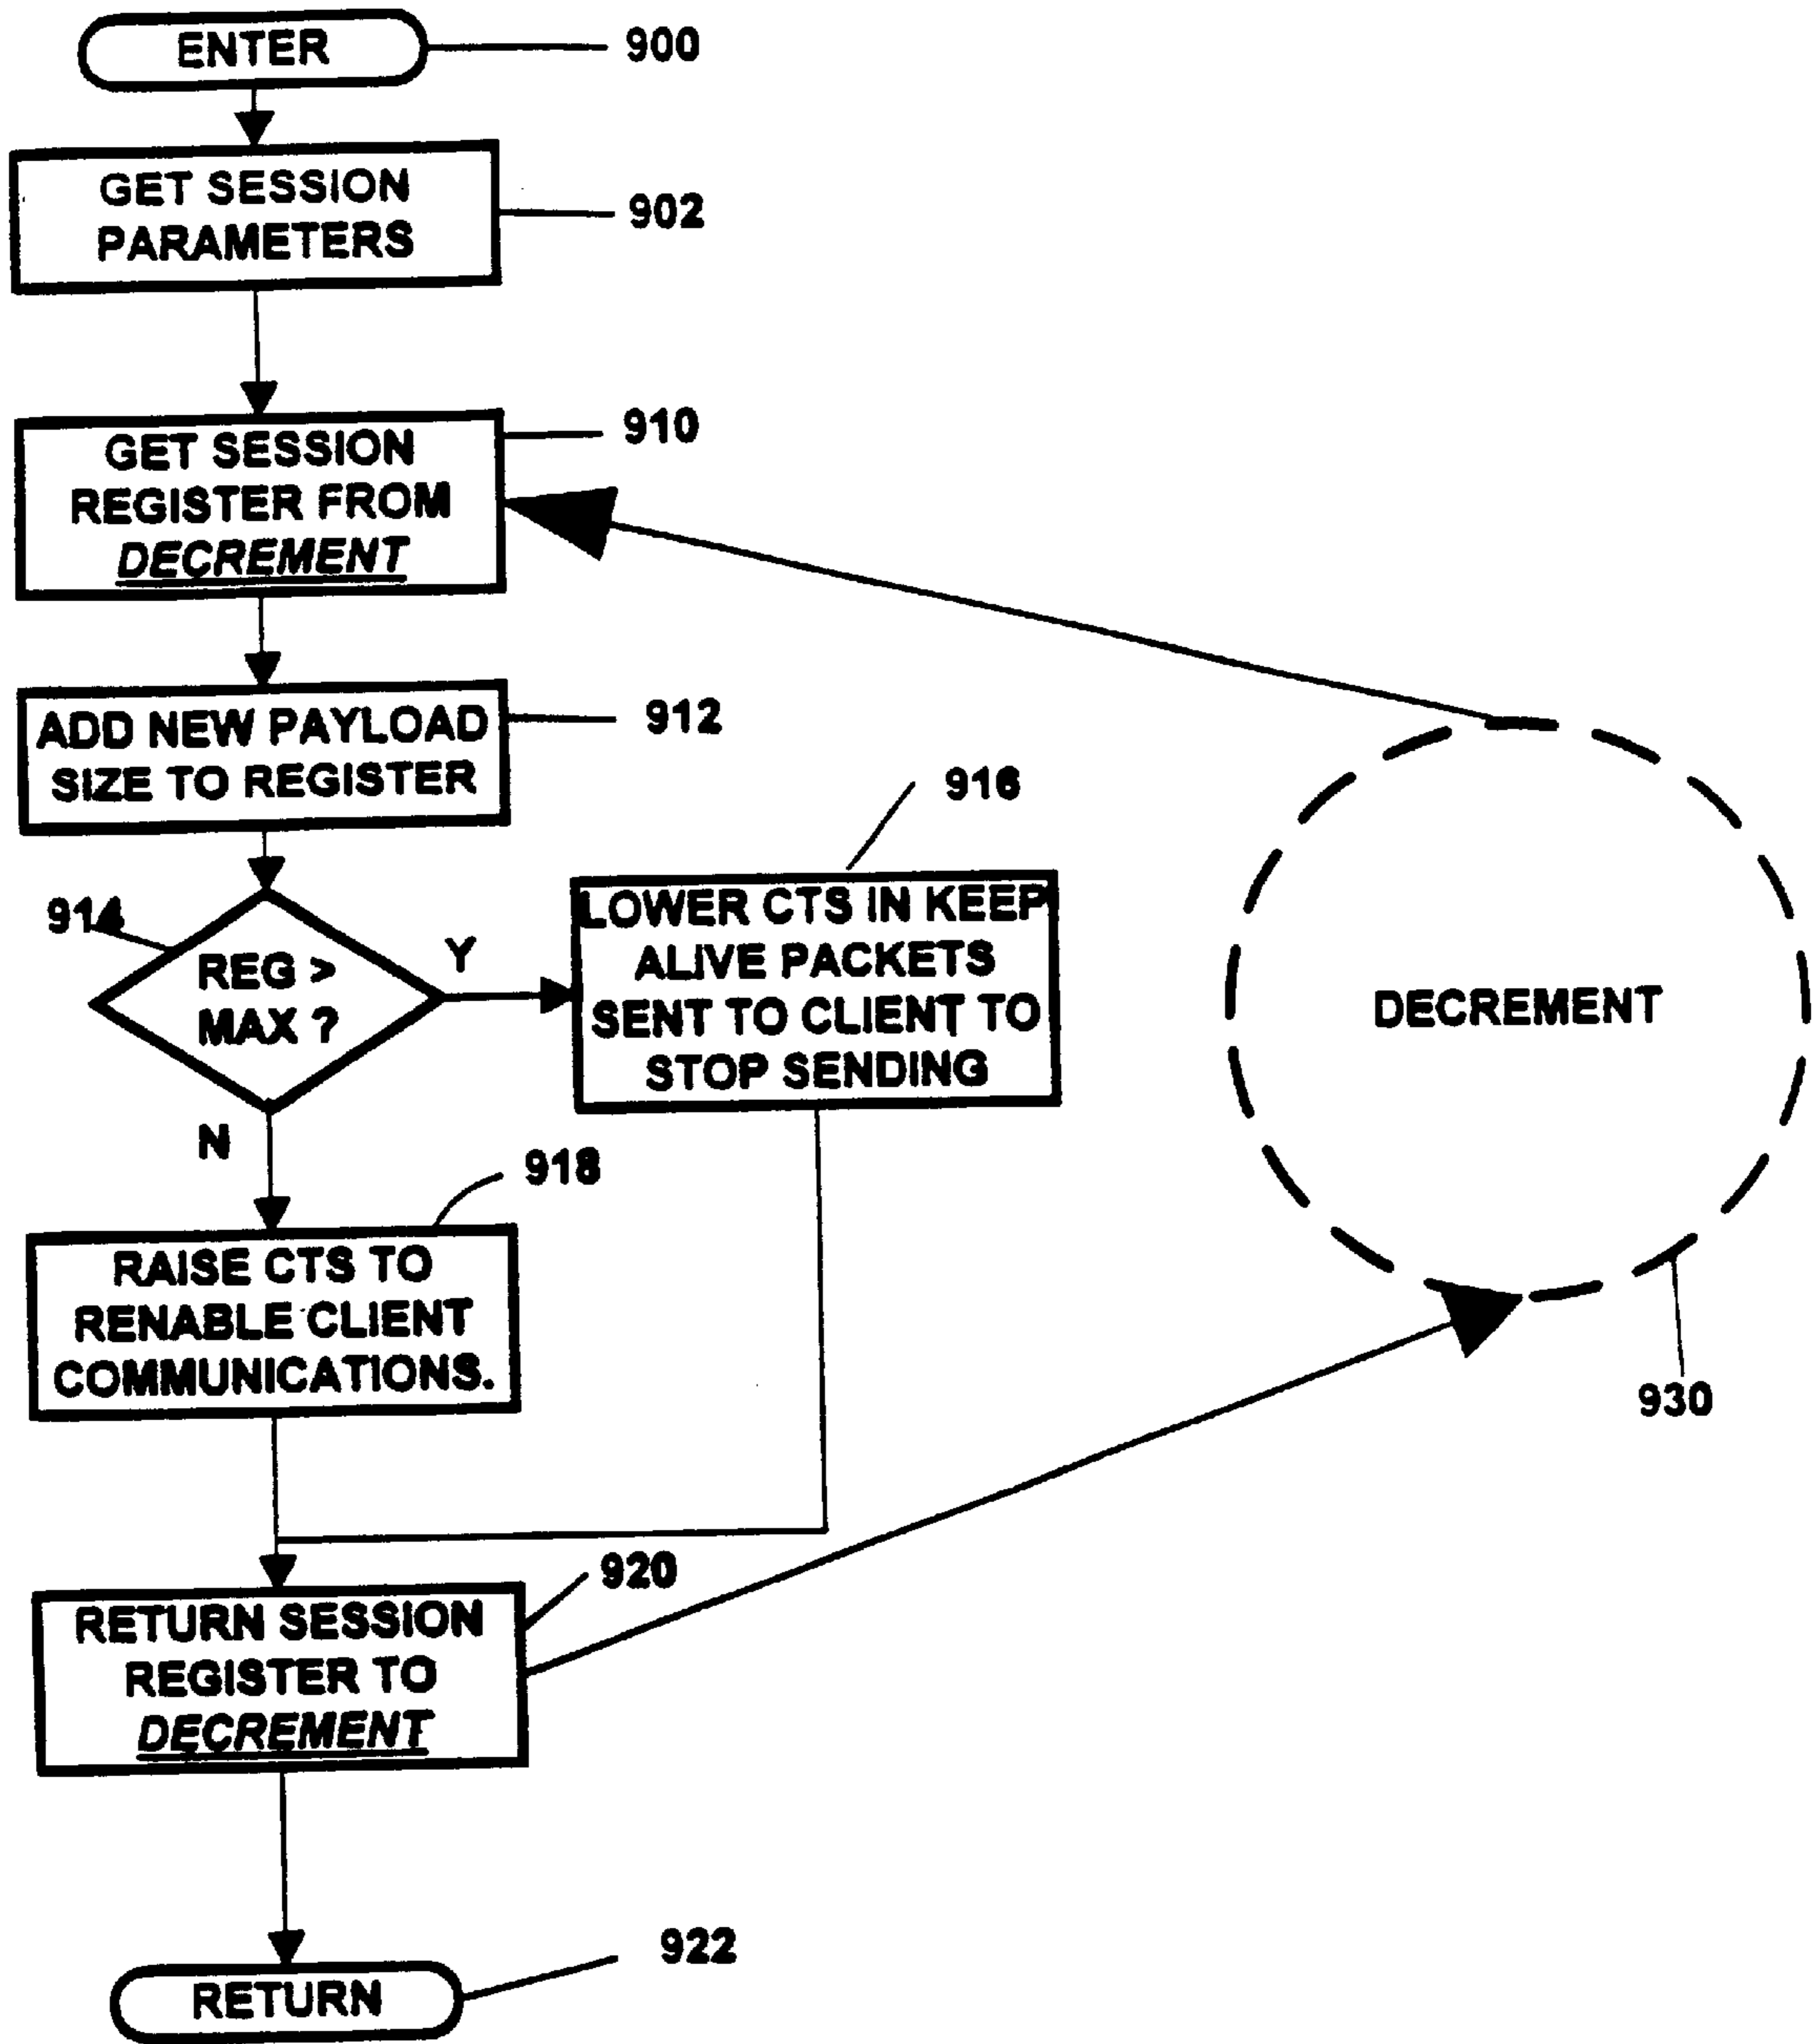 ENTER
900
GET SESSION
PARAMETERS
902
GET SESSION
REGISTER FROM
DECREMENT
910
ADD NEW PAYLOAD
SIZE TO REGISTER
912
914
REG >
MAX ?
Y
N
916
LOWER CTS IN KEEP
ALIVE PACKETS
SENT TO CLIENT TO
STOP SENDING
DECREMENT
930
918
RAISE CTS TO
RENABLE CLIENT
COMMUNICATIONS.
920
RETURN SESSION
REGISTER TO
DECREMENT
922
RETURN